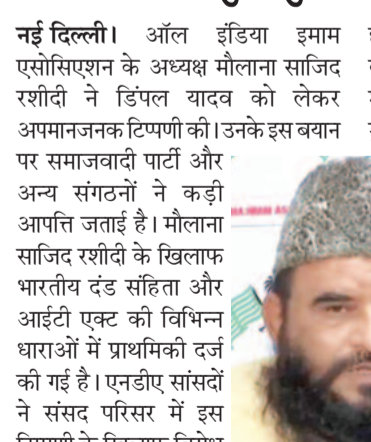 नई दिल्ली। ऑल इंडिया इमाम
एसोसिएशन के अध्यक्ष मौलाना साजिद
रशीदी ने डिंपल यादव को लेकर
अपमानजनक टिप्पणी की। उनके इस बयान
पर समाजवादी पार्टी और
अन्य संगठनों ने कड़ी
आपत्ति जताई है। मौलाना
साजिद रशीदी के खिलाफ
भारतीय दंड संहिता और
आईटी एक्ट की विभिन्न
धाराओं में प्राथमिकी दर्ज
की गई है। एनडीए सांसदों
ने संसद परिसर में इस